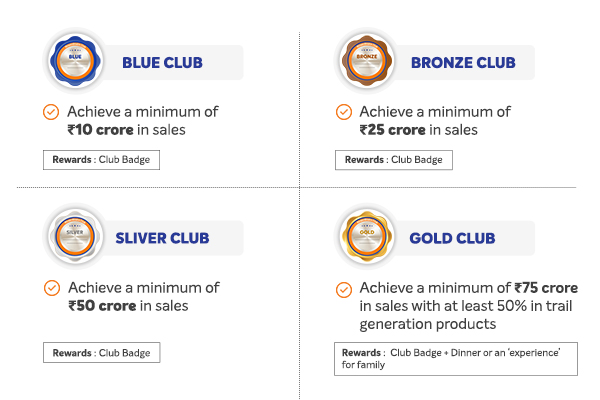 BLUE
BLUE CLUB
Achieve a minimum of
₹10 crore in sales
Rewards : Club Badge
BRONZE
BRONZE CLUB
Achieve a minimum of
₹25 crore in sales
Rewards : Club Badge
SILVER
SLIVER CLUB
Achieve a minimum of
₹50 crore in sales
Rewards : Club Badge
GOLD
GOLD CLUB
Achieve a minimum of ₹75 crore
in sales with at least 50% in trail
generation products
Rewards : Club Badge + Dinner or an 'experience'
for family